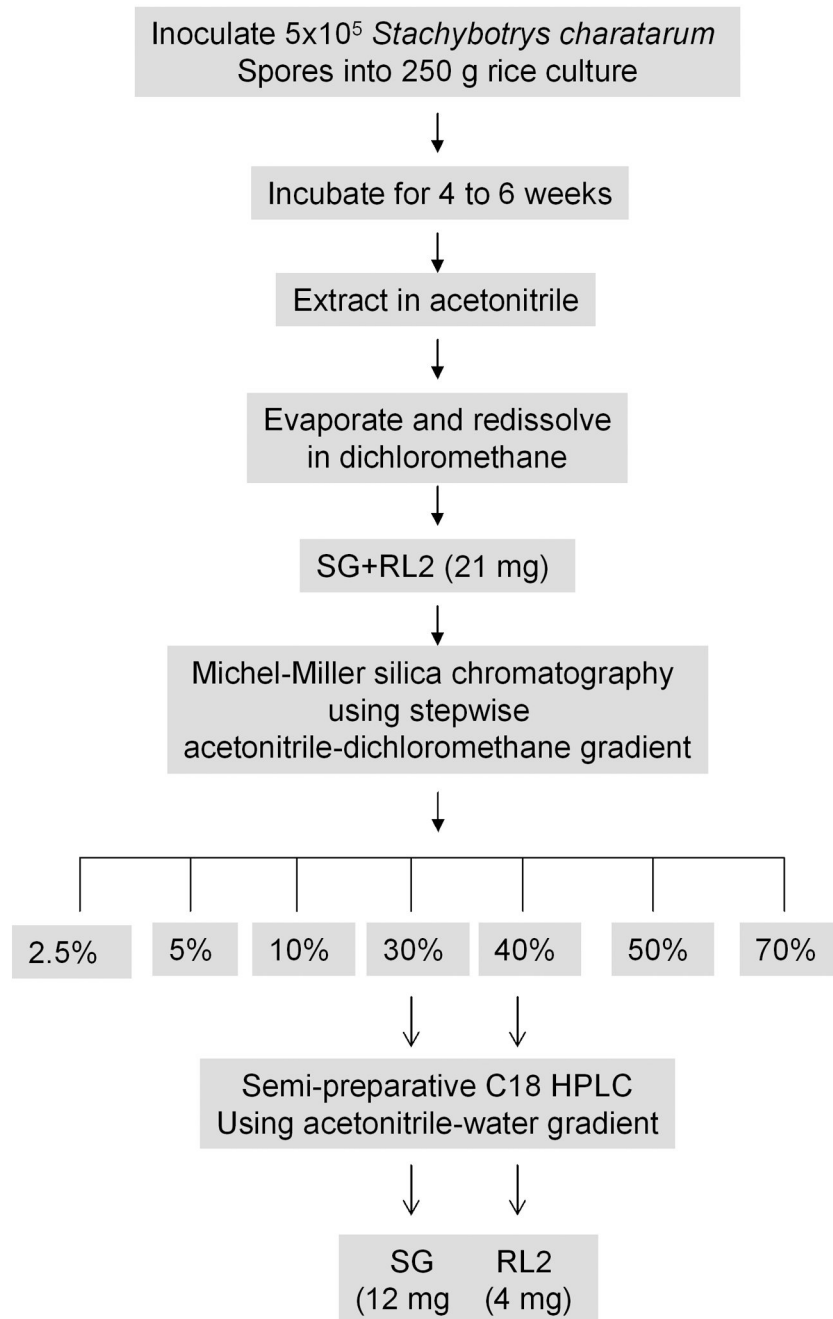 Inoculate 5x10⁵ Stachybotrys charatarum
Spores into 250 g rice culture
Incubate for 4 to 6 weeks
Extract in acetonitrile
Evaporate and redissolve
in dichloromethane
SG+RL2 (21 mg)
Michel-Miller silica chromatography
using stepwise
acetonitrile-dichloromethane gradient
2.5% 5% 10% 30% 40% 50% 70%
Semi-preparative C18 HPLC
Using acetonitrile-water gradient
SG RL2
(12 mg (4 mg)